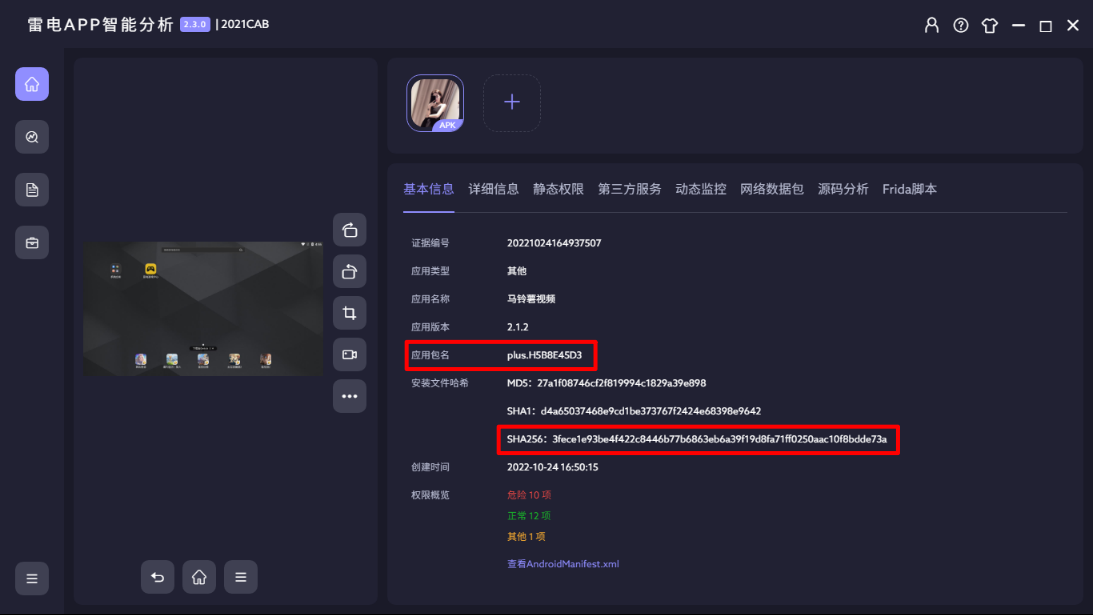 雷电APP智能分析 2.3.0 | 2021CAB
APK
基本信息 详细信息 静态权限 第三方服务 动态监控 网络数据包 源码分析 Frida脚本
证据编号 20221024164937507
应用类型 其他
应用名称 马铃薯视频
应用版本 2.1.2
应用包名 plus.H5B8E45D3
安装文件哈希 MD5：27a1f08746cf2f819994c1829a39e898
SHA1：d4a65037468e9cd1be373767f2424e68398e9642
SHA256：3fece1e93be4f422c8446b77b6863eb6a39f19d8fa71ff0250aac10f8bdde73a
创建时间 2022-10-24 16:50:15
权限概览 危险 10 项
正常 12 项
其他 1 项
查看AndroidManifest.xml